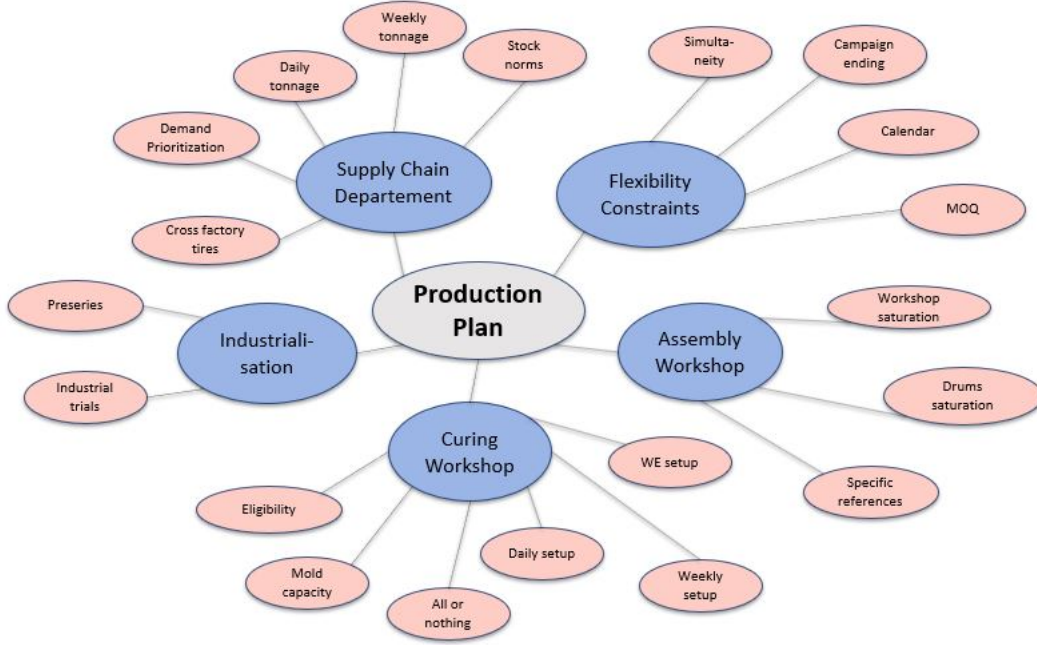 Weekly
tonnage
Stock
norms
Daily
tonnage
Demand
Prioritization
Cross factory
tires
Supply Chain
Departement
Simulta-
neity
Campaign
ending
Calendar
MOQ
Flexibility
Constraints
Production
Plan
Preseries
Industrial
trials
Industriali-
sation
Assembly
Workshop
Workshop
saturation
Drums
saturation
Specific
references
Curing
Workshop
WE setup
Eligibility
Mold
capacity
All or
nothing
Daily setup
Weekly
setup